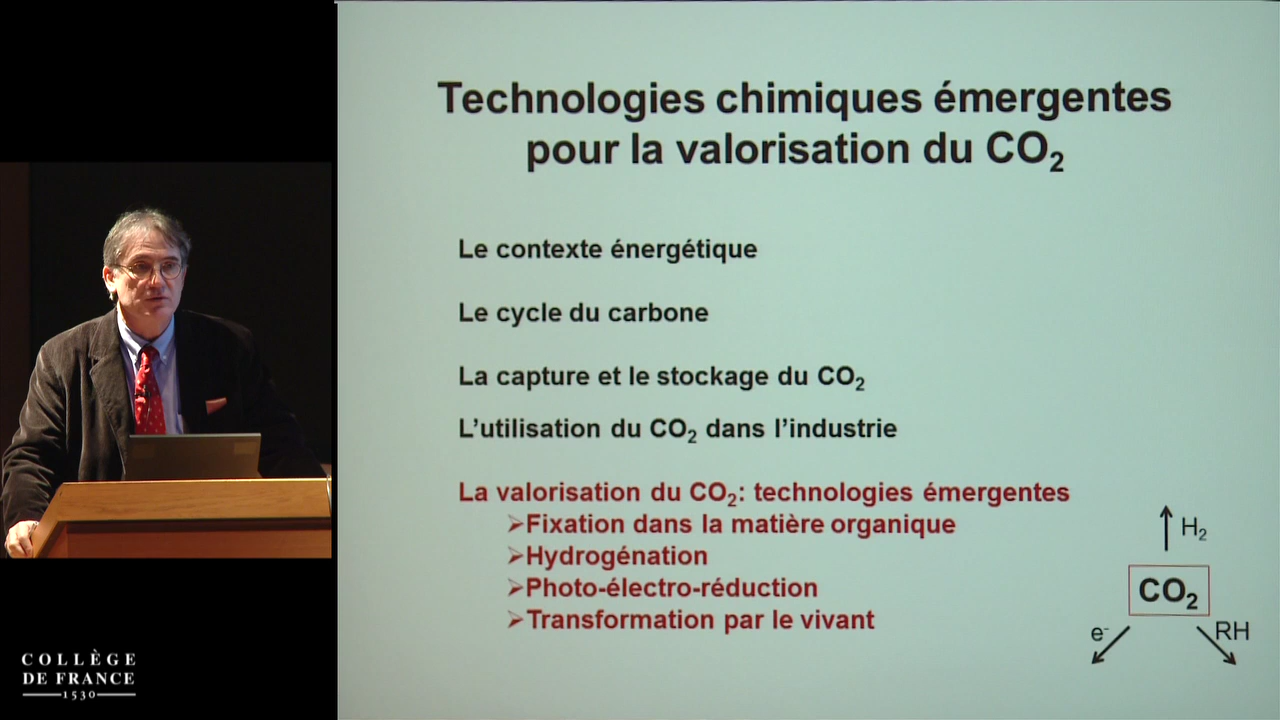 Technologies chimiques émergentes
pour la valorisation du CO₂
Le contexte énergétique
Le cycle du carbone
La capture et le stockage du CO₂
L’utilisation du CO₂ dans l’industrie
La valorisation du CO₂: technologies émergentes
➢Fixation dans la matière organique
➢Hydrogénation
➢Photo-électro-réduction
➢Transformation par le vivant
H₂
CO₂
e⁻
RH
COLLÈGE
DE FRANCE
1530